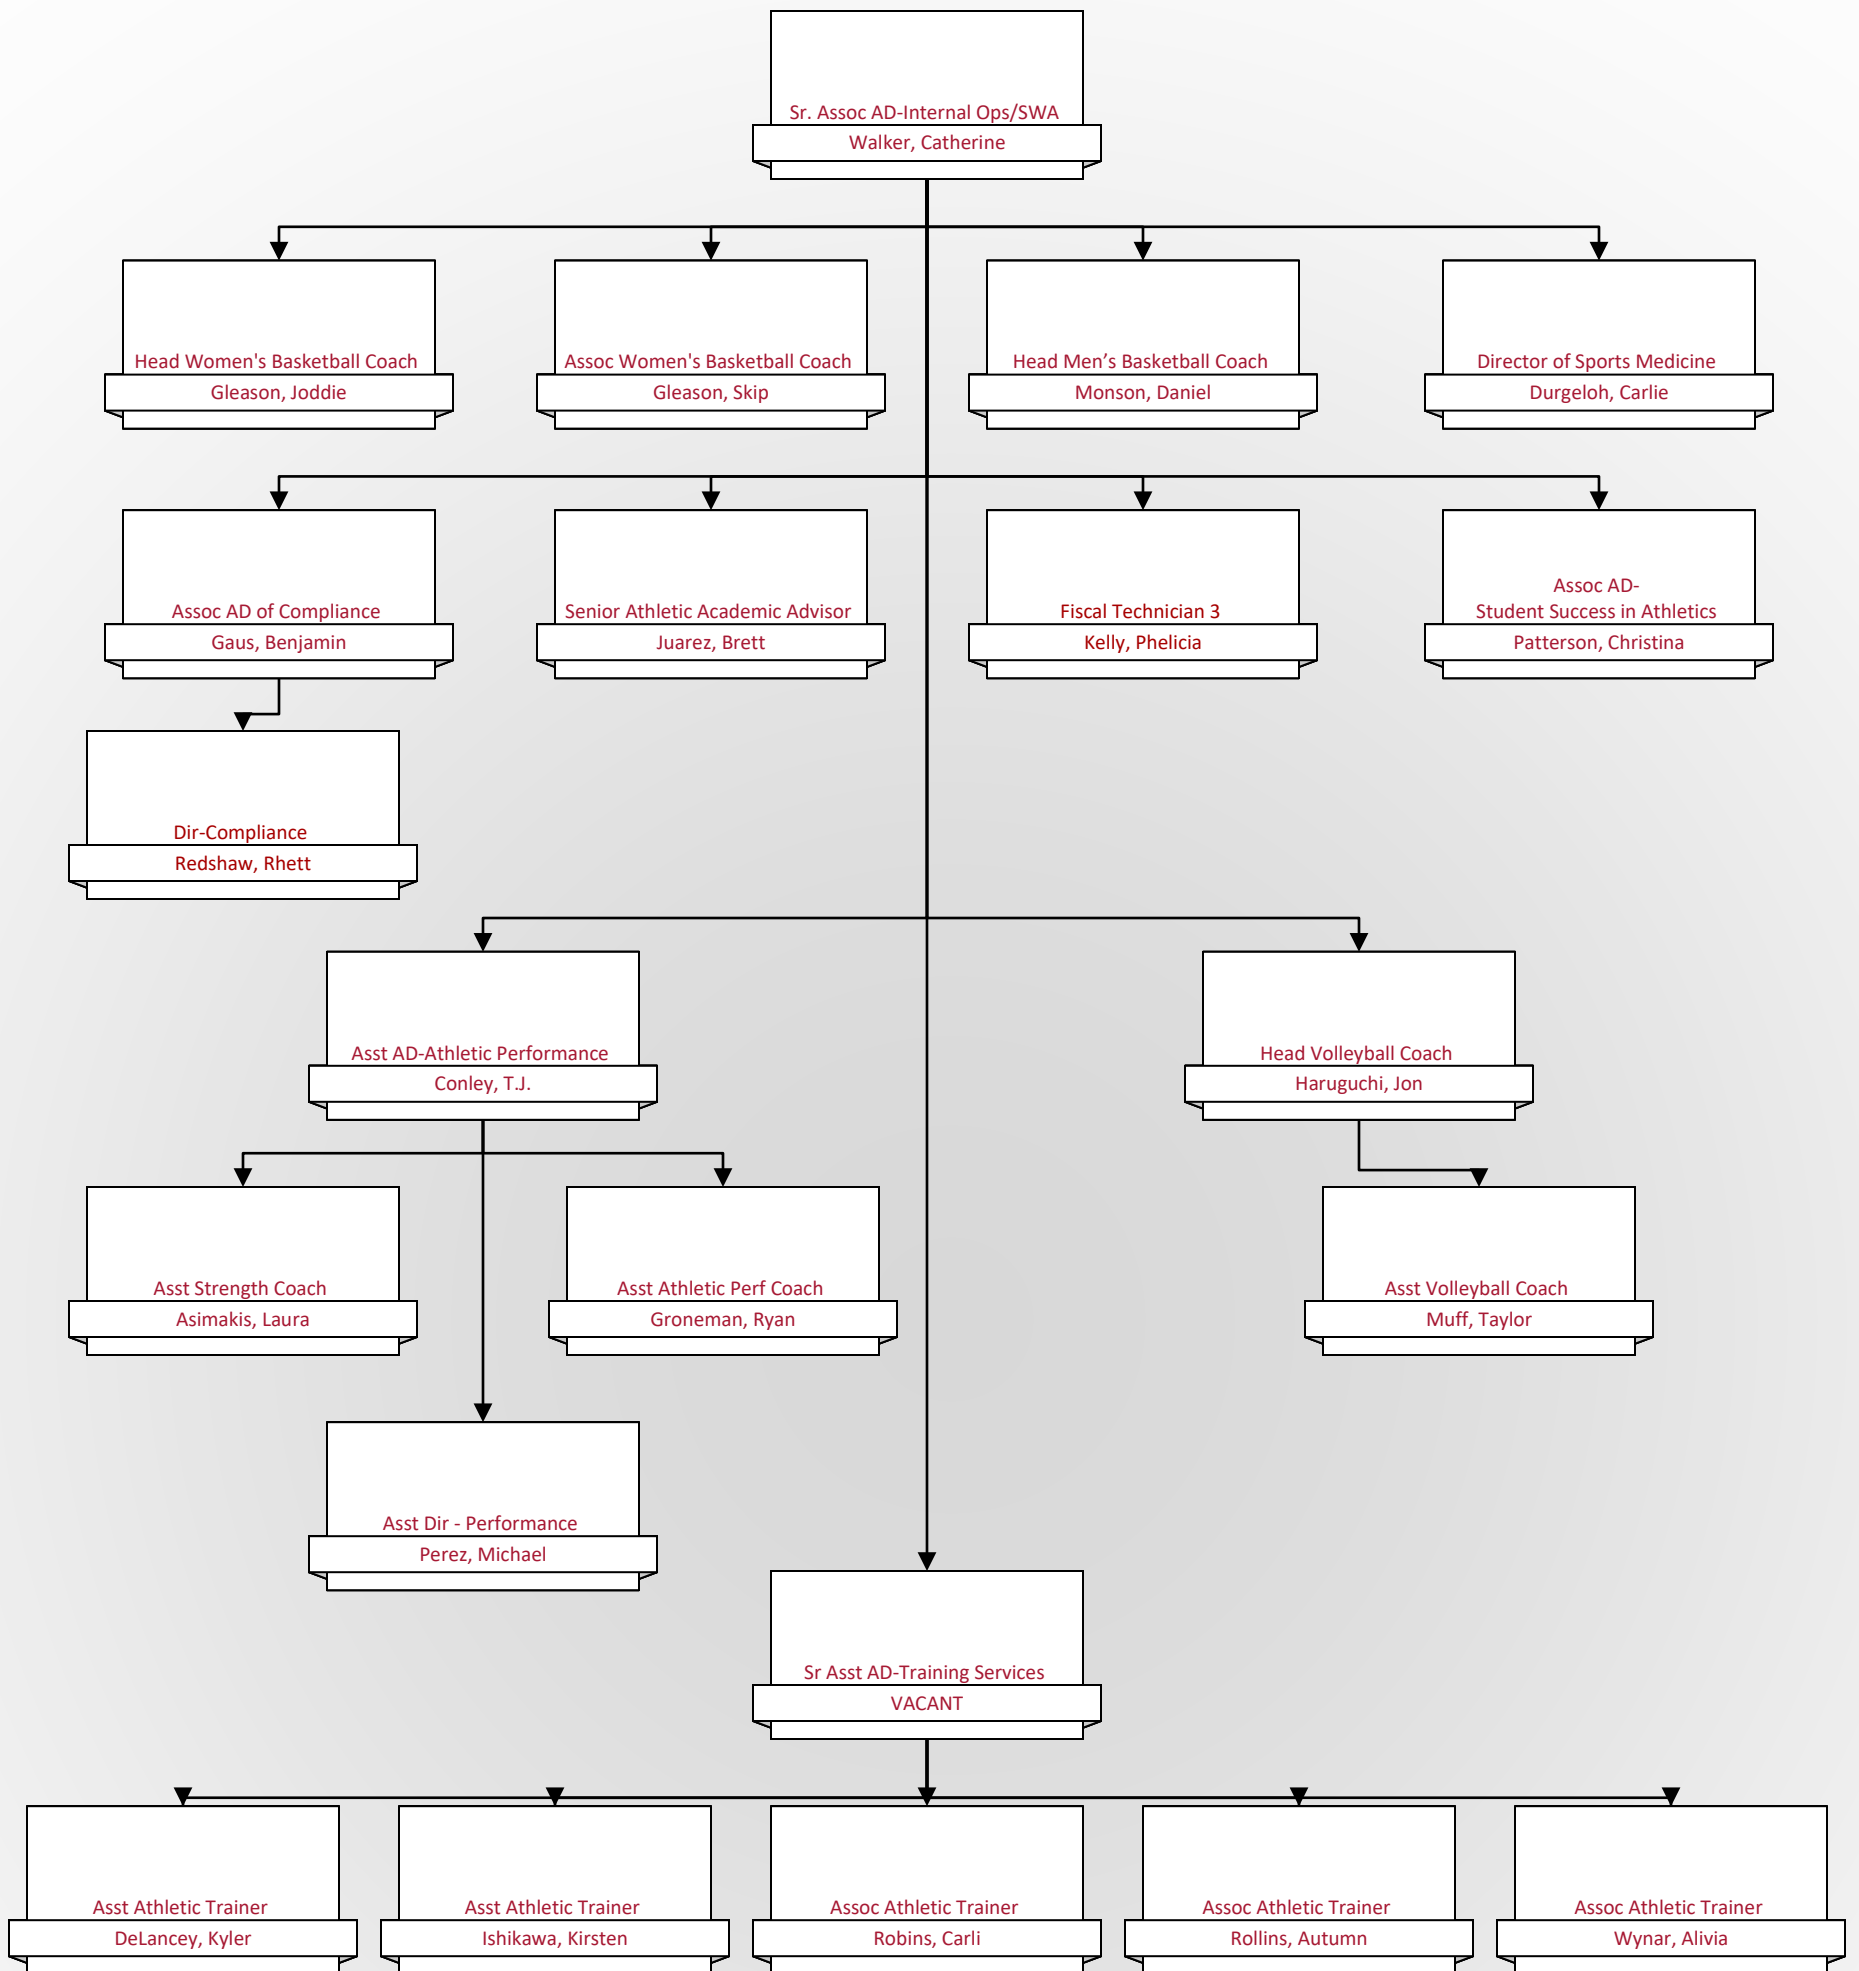 Sr. Assoc AD-Internal Ops/SWA
Walker, Catherine
Head Women's Basketball Coach
Gleason, Joddie
Assoc Women's Basketball Coach
Gleason, Skip
Head Men’s Basketball Coach
Monson, Daniel
Director of Sports Medicine
Durgeloh, Carlie
Assoc AD of Compliance
Gaus, Benjamin
Senior Athletic Academic Advisor
Juarez, Brett
Fiscal Technician 3
Kelly, Phelicia
Assoc AD-
Student Success in Athletics
Patterson, Christina
Dir-Compliance
Redshaw, Rhett
Asst AD-Athletic Performance
Conley, T.J.
Head Volleyball Coach
Haruguchi, Jon
Asst Strength Coach
Asimakis, Laura
Asst Athletic Perf Coach
Groneman, Ryan
Asst Volleyball Coach
Muff, Taylor
Asst Dir - Performance
Perez, Michael
Sr Asst AD-Training Services
VACANT
Asst Athletic Trainer
DeLancey, Kyler
Asst Athletic Trainer
Ishikawa, Kirsten
Assoc Athletic Trainer
Robins, Carli
Assoc Athletic Trainer
Rollins, Autumn
Assoc Athletic Trainer
Wynar, Alivia